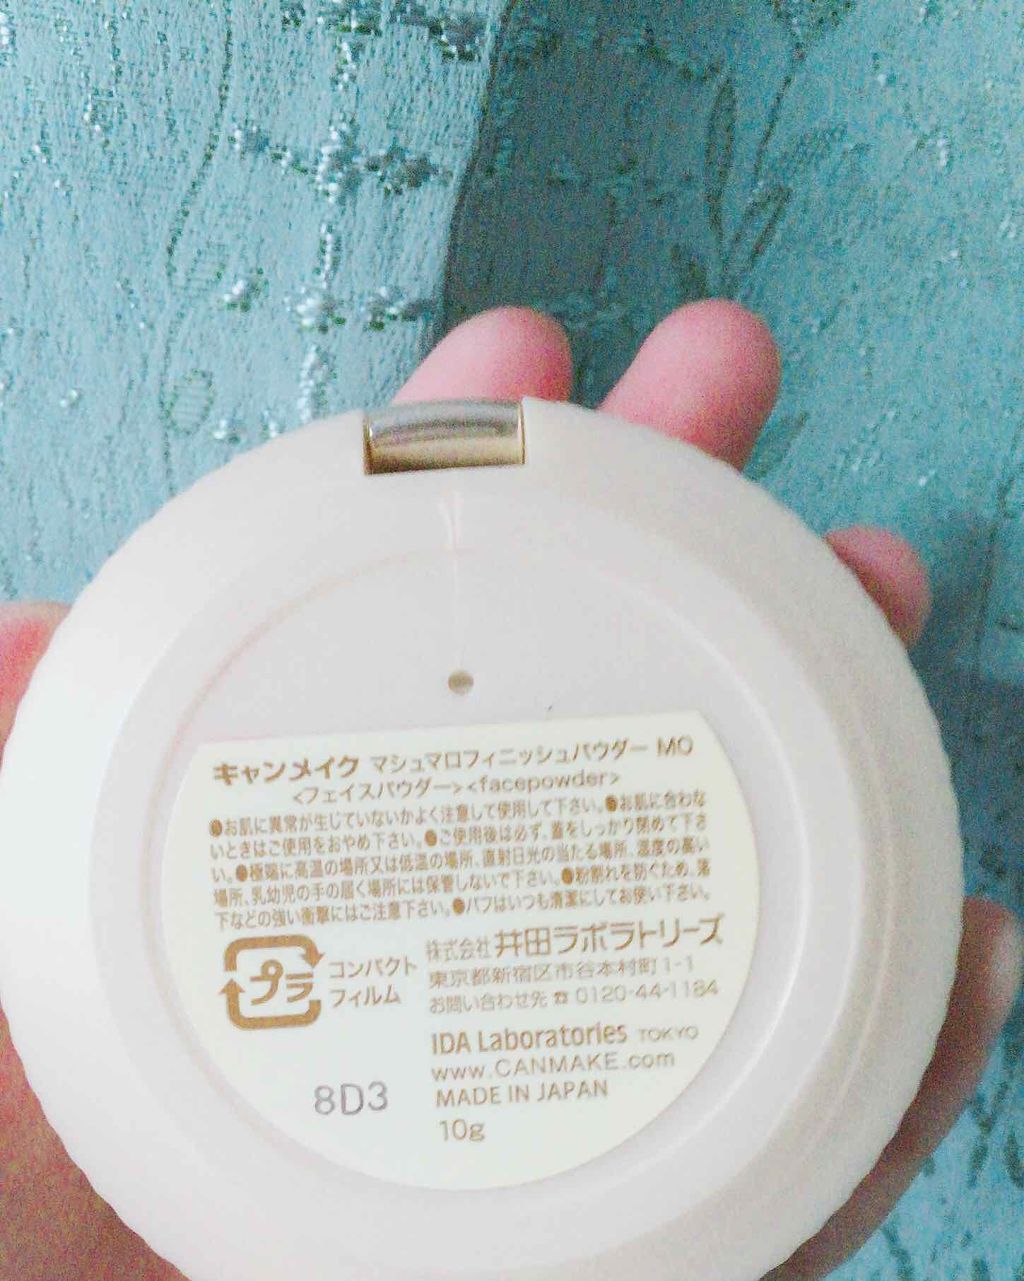 キャンメイク マシュマロフィニッシュパウダー MO
<フェイスパウダー><facepowder>
●お肌に異常が生じていないかよく注意して使用して下さい。●お肌に合わな
いときはご使用をおやめ下さい。●ご使用後は必ず、蓋をしっかり閉めて下さ
い。●極端に高温の場所又は低温の場所、直射日光の当たる場所、湿度の高い
場所、乳幼児の手の届く場所には保管しないで下さい。●粉割れを防ぐため、落
下などの強い衝撃にはご注意下さい。●パフはいつも清潔にしてお使い下さい。
プラ
コンパクト
フィルム
株式会社 井田ラボラトリーズ
東京都新宿区市谷本村町1-1
お問い合わせ先 ☎ 0120-44-1184
IDA Laboratories TOKYO
www.CANMAKE.com
MADE IN JAPAN
10g
8D3